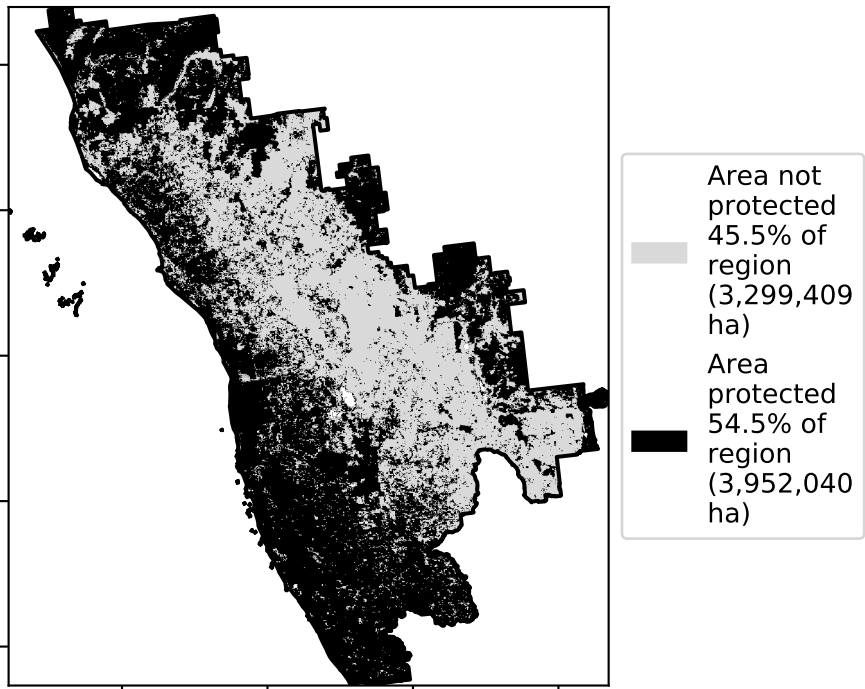 Area not
protected
45.5% of
region
(3,299,409
ha)
Area
protected
54.5% of
region
(3,952,040
ha)